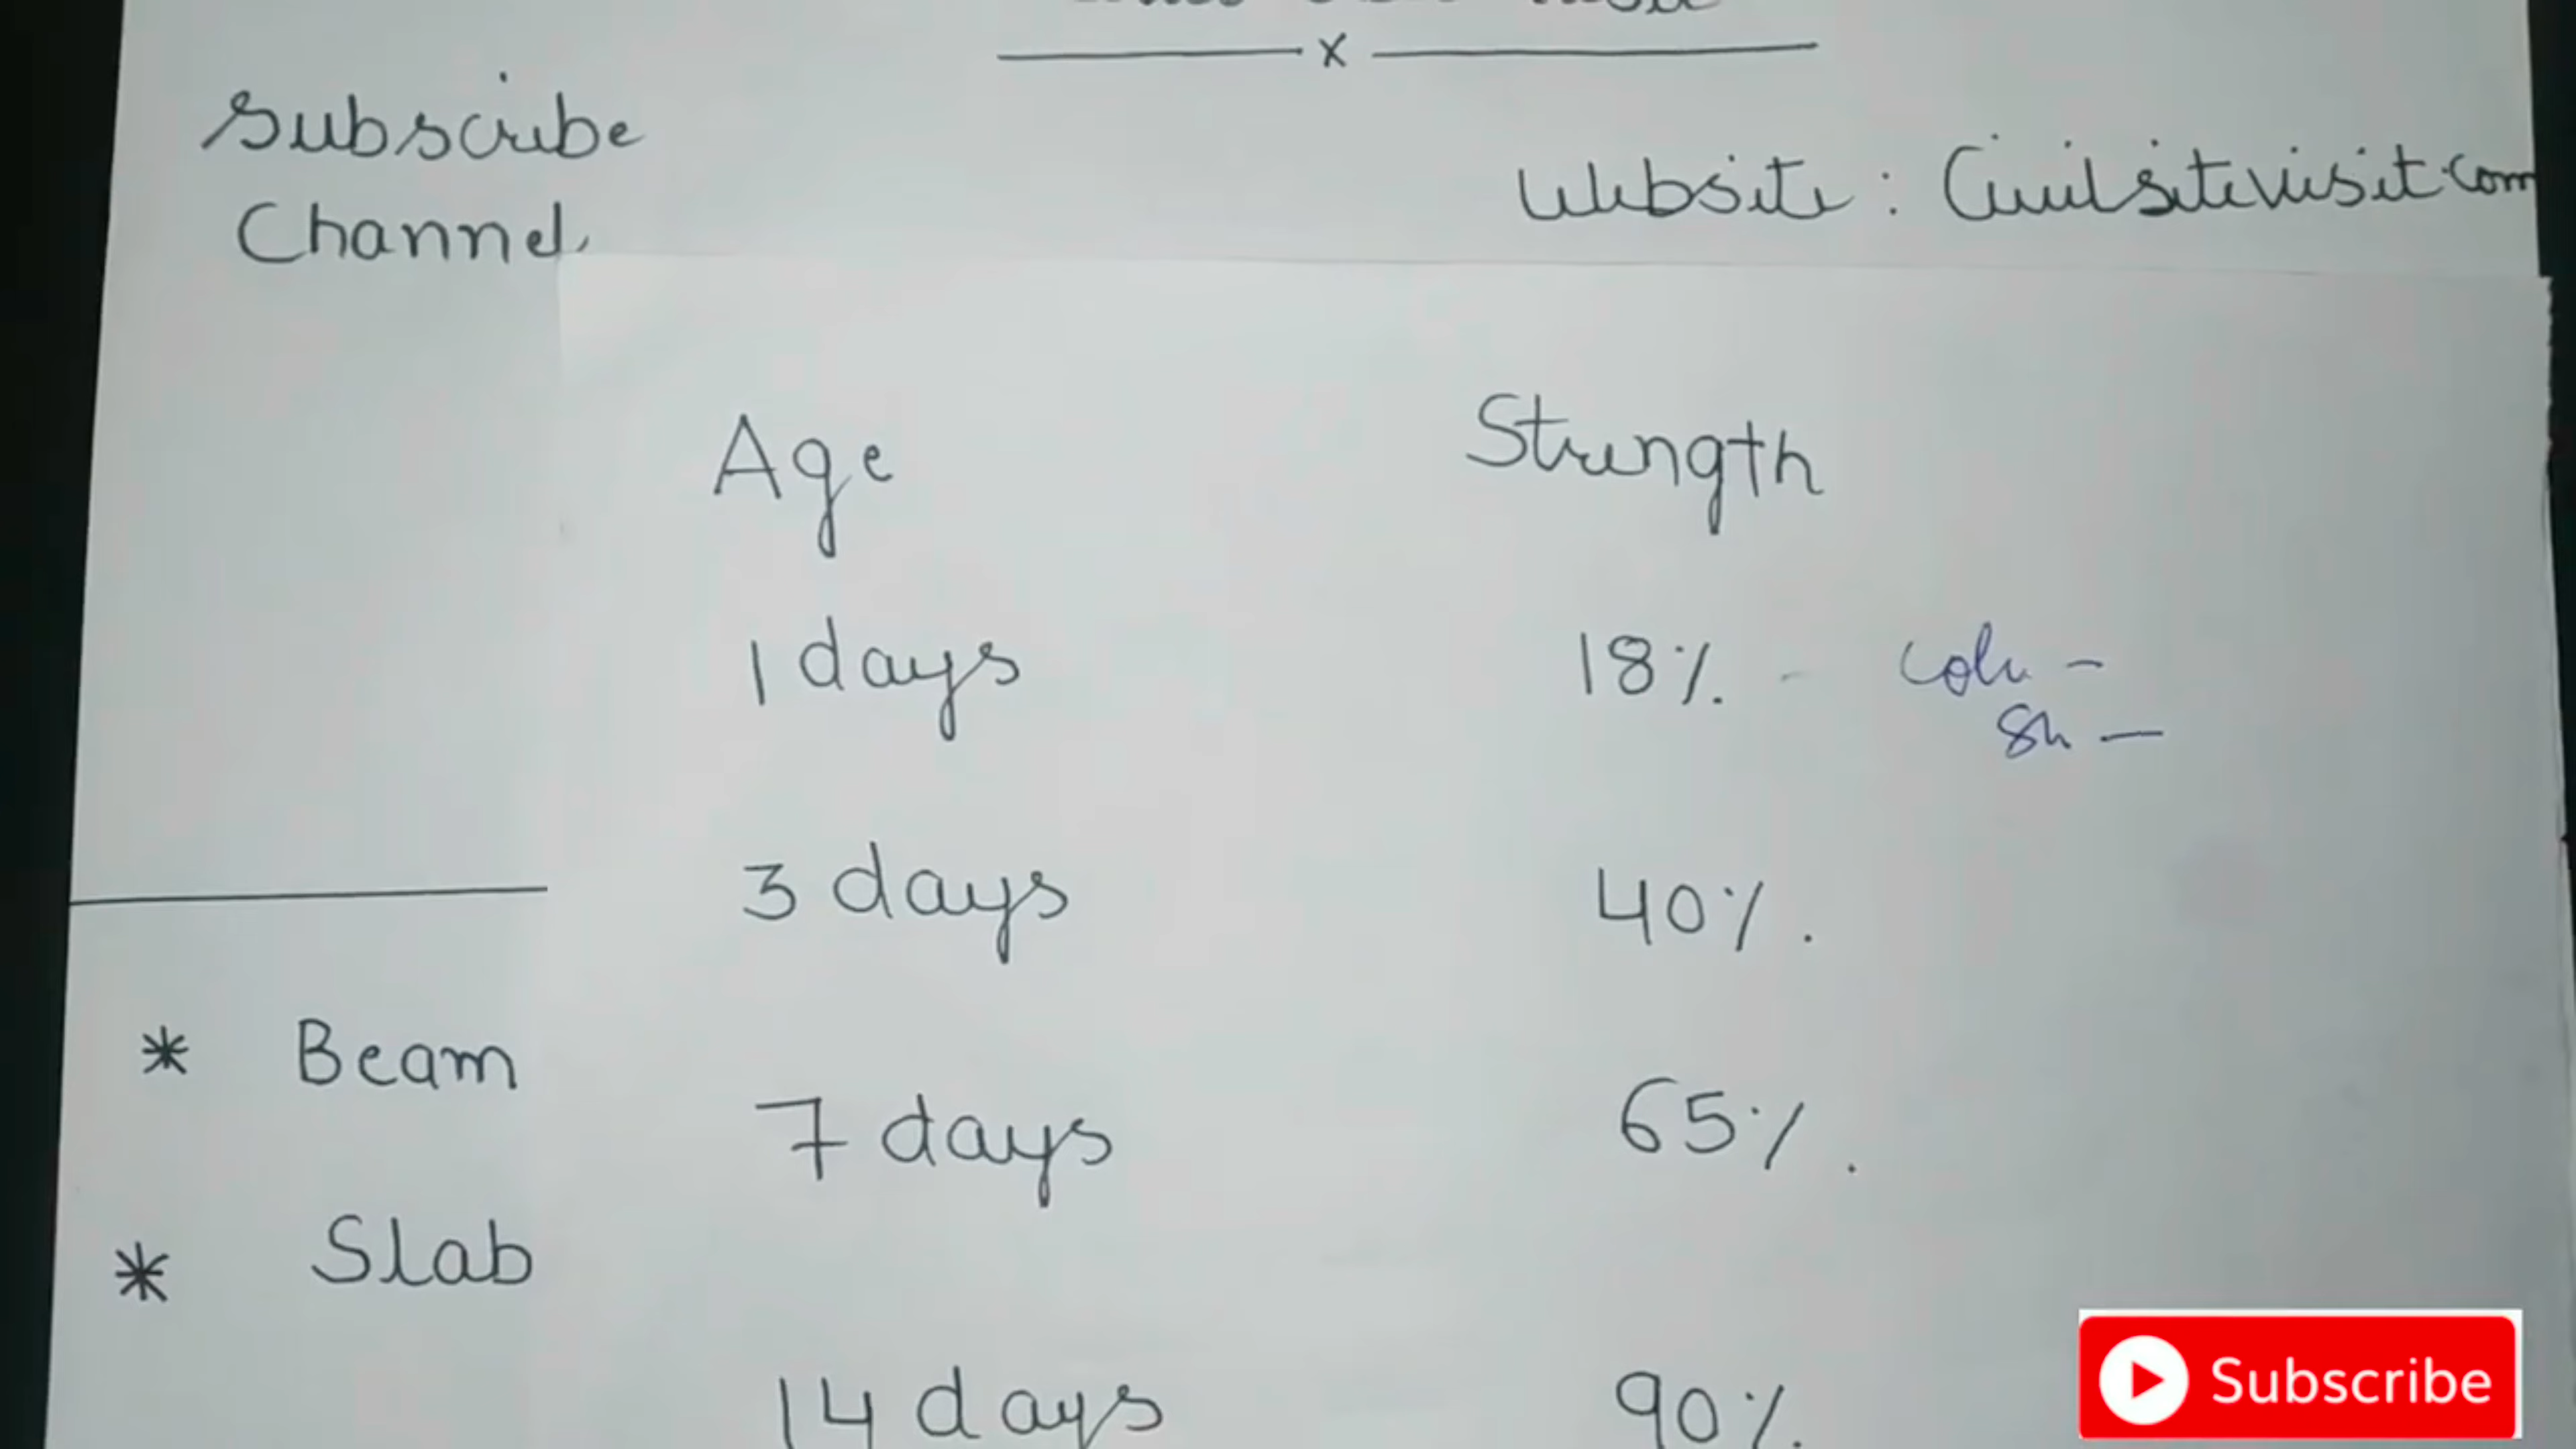 Subscribe
Channel
Website: Civilsitevisit.com
Age Strength
1 days 18% -
3 days 40%.
* Beam
7 days 65%.
* Slab
14 days 90%.
Subscribe